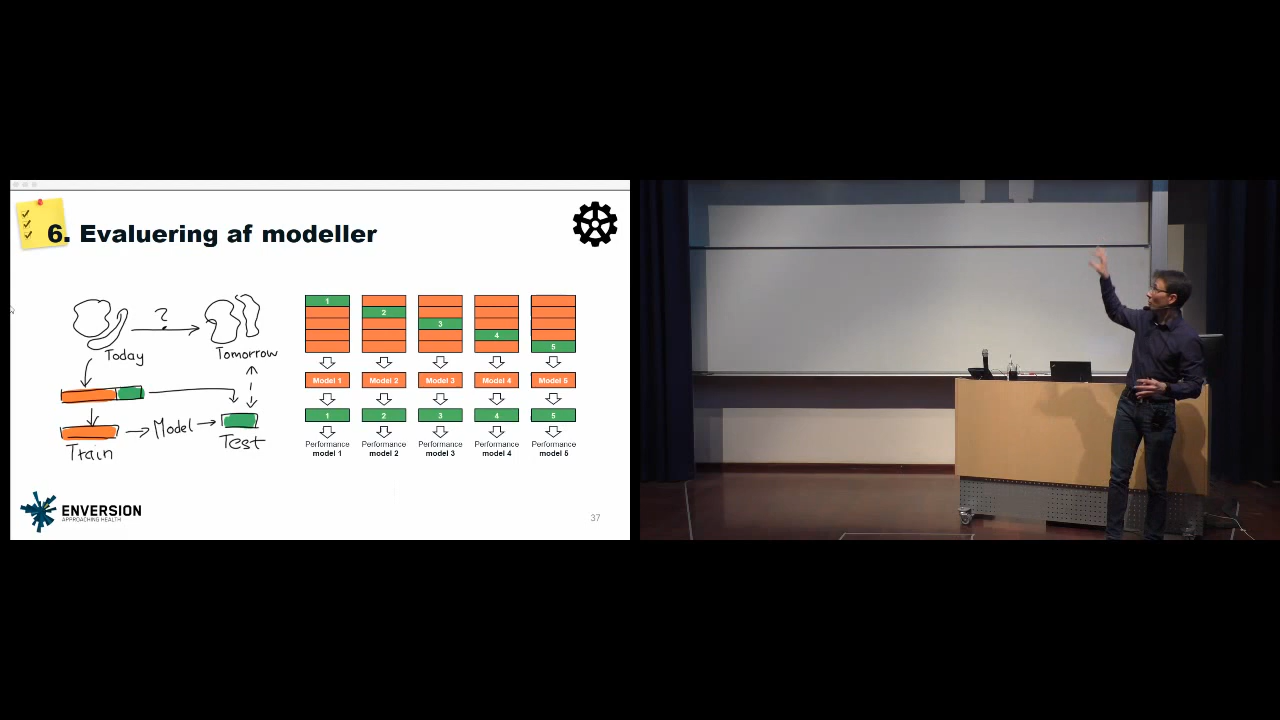 6. Evaluering af modeller
?
Today
Tomorrow
Model
Train
Test
1
2
3
4
5
Model 1 Model 2 Model 3 Model 4 Model 5
1 2 3 4 5
Performance model 1
Performance model 2
Performance model 3
Performance model 4
Performance model 5
ENVERSION
APPROACHING HEALTH
37